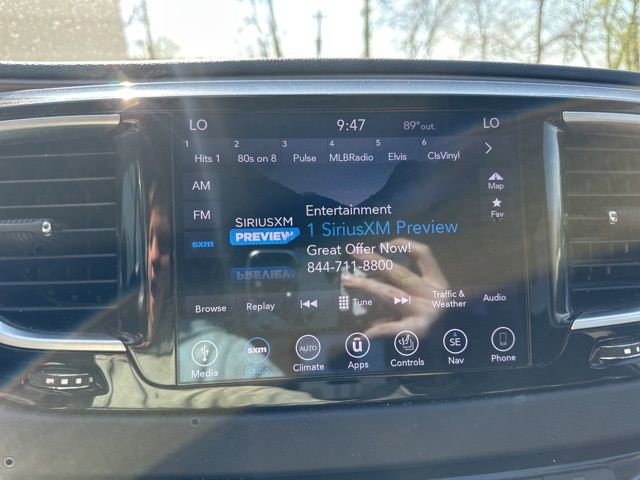 LO 9:47 89°out. LO
1 Hits 1 2 80s on 8 3 Pulse 4 MLBRadio 5 Elvis 6 ClsVinyl
AM
Map
FM
Fav
sxm
SIRIUSXM
PREVIEW
Entertainment
1 SiriusXM Preview
Great Offer Now!
844-711-8800
Browse Replay Tune Traffic & Weather Audio
AUTO SE
sxm
Media Radio Climate Apps Controls Nav Phone